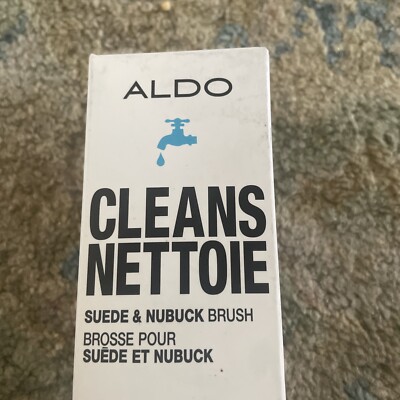 ALDO
CLEANS
NETTOIE
SUEDE & NUBUCK BRUSH
BROSSE POUR
SUÈDE ET NUBUCK